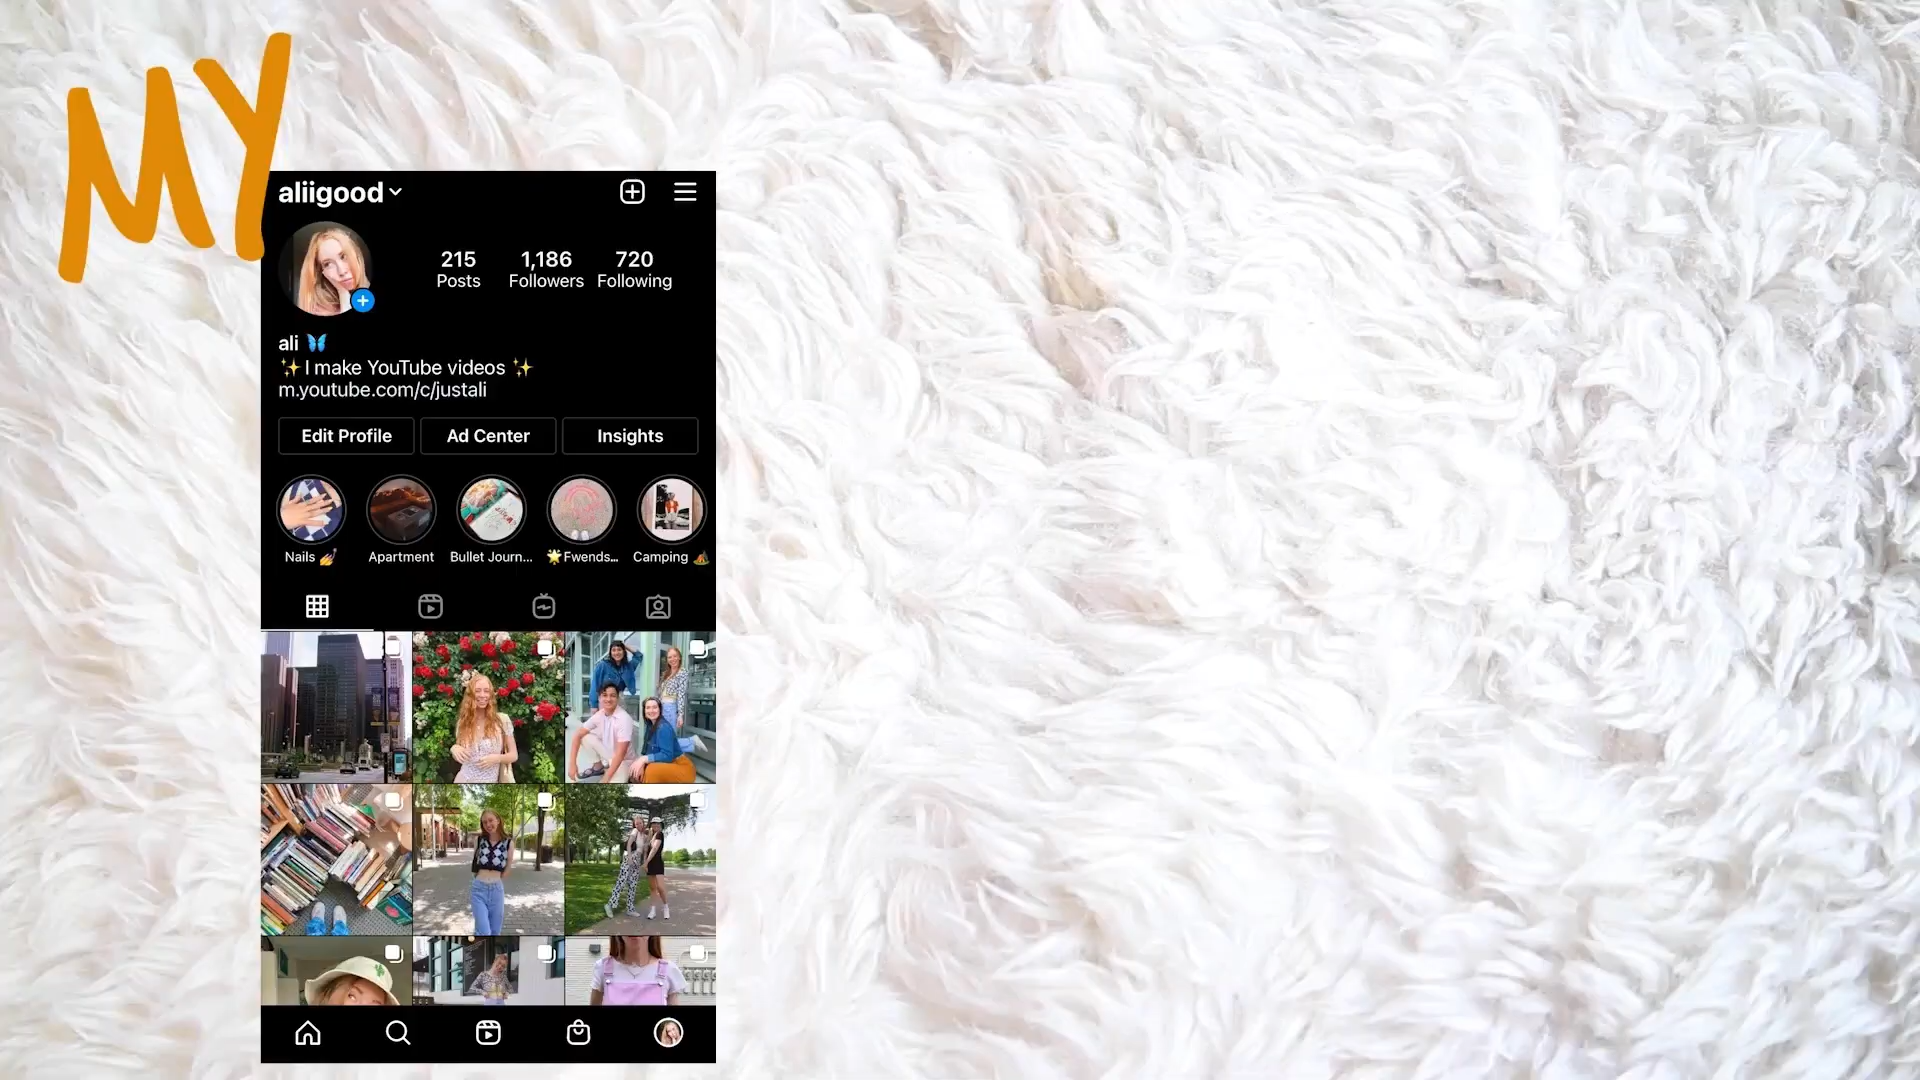 MY
aliigood
215 1,186 720
Posts Followers Following
ali 🦋
✨ I make YouTube videos ✨
m.youtube.com/c/justali
Edit Profile Ad Center Insights
Nails 💅 Apartment Bullet Journ... 🌟Fwends... Camping 🏕️